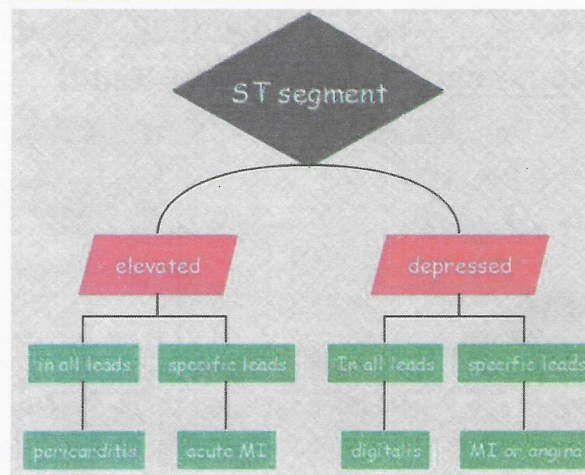 ST segment
elevated
depressed
in all leads
specific leads
In all leads
specific leads
pericarditis
acute MI
digitalis
MI or angina